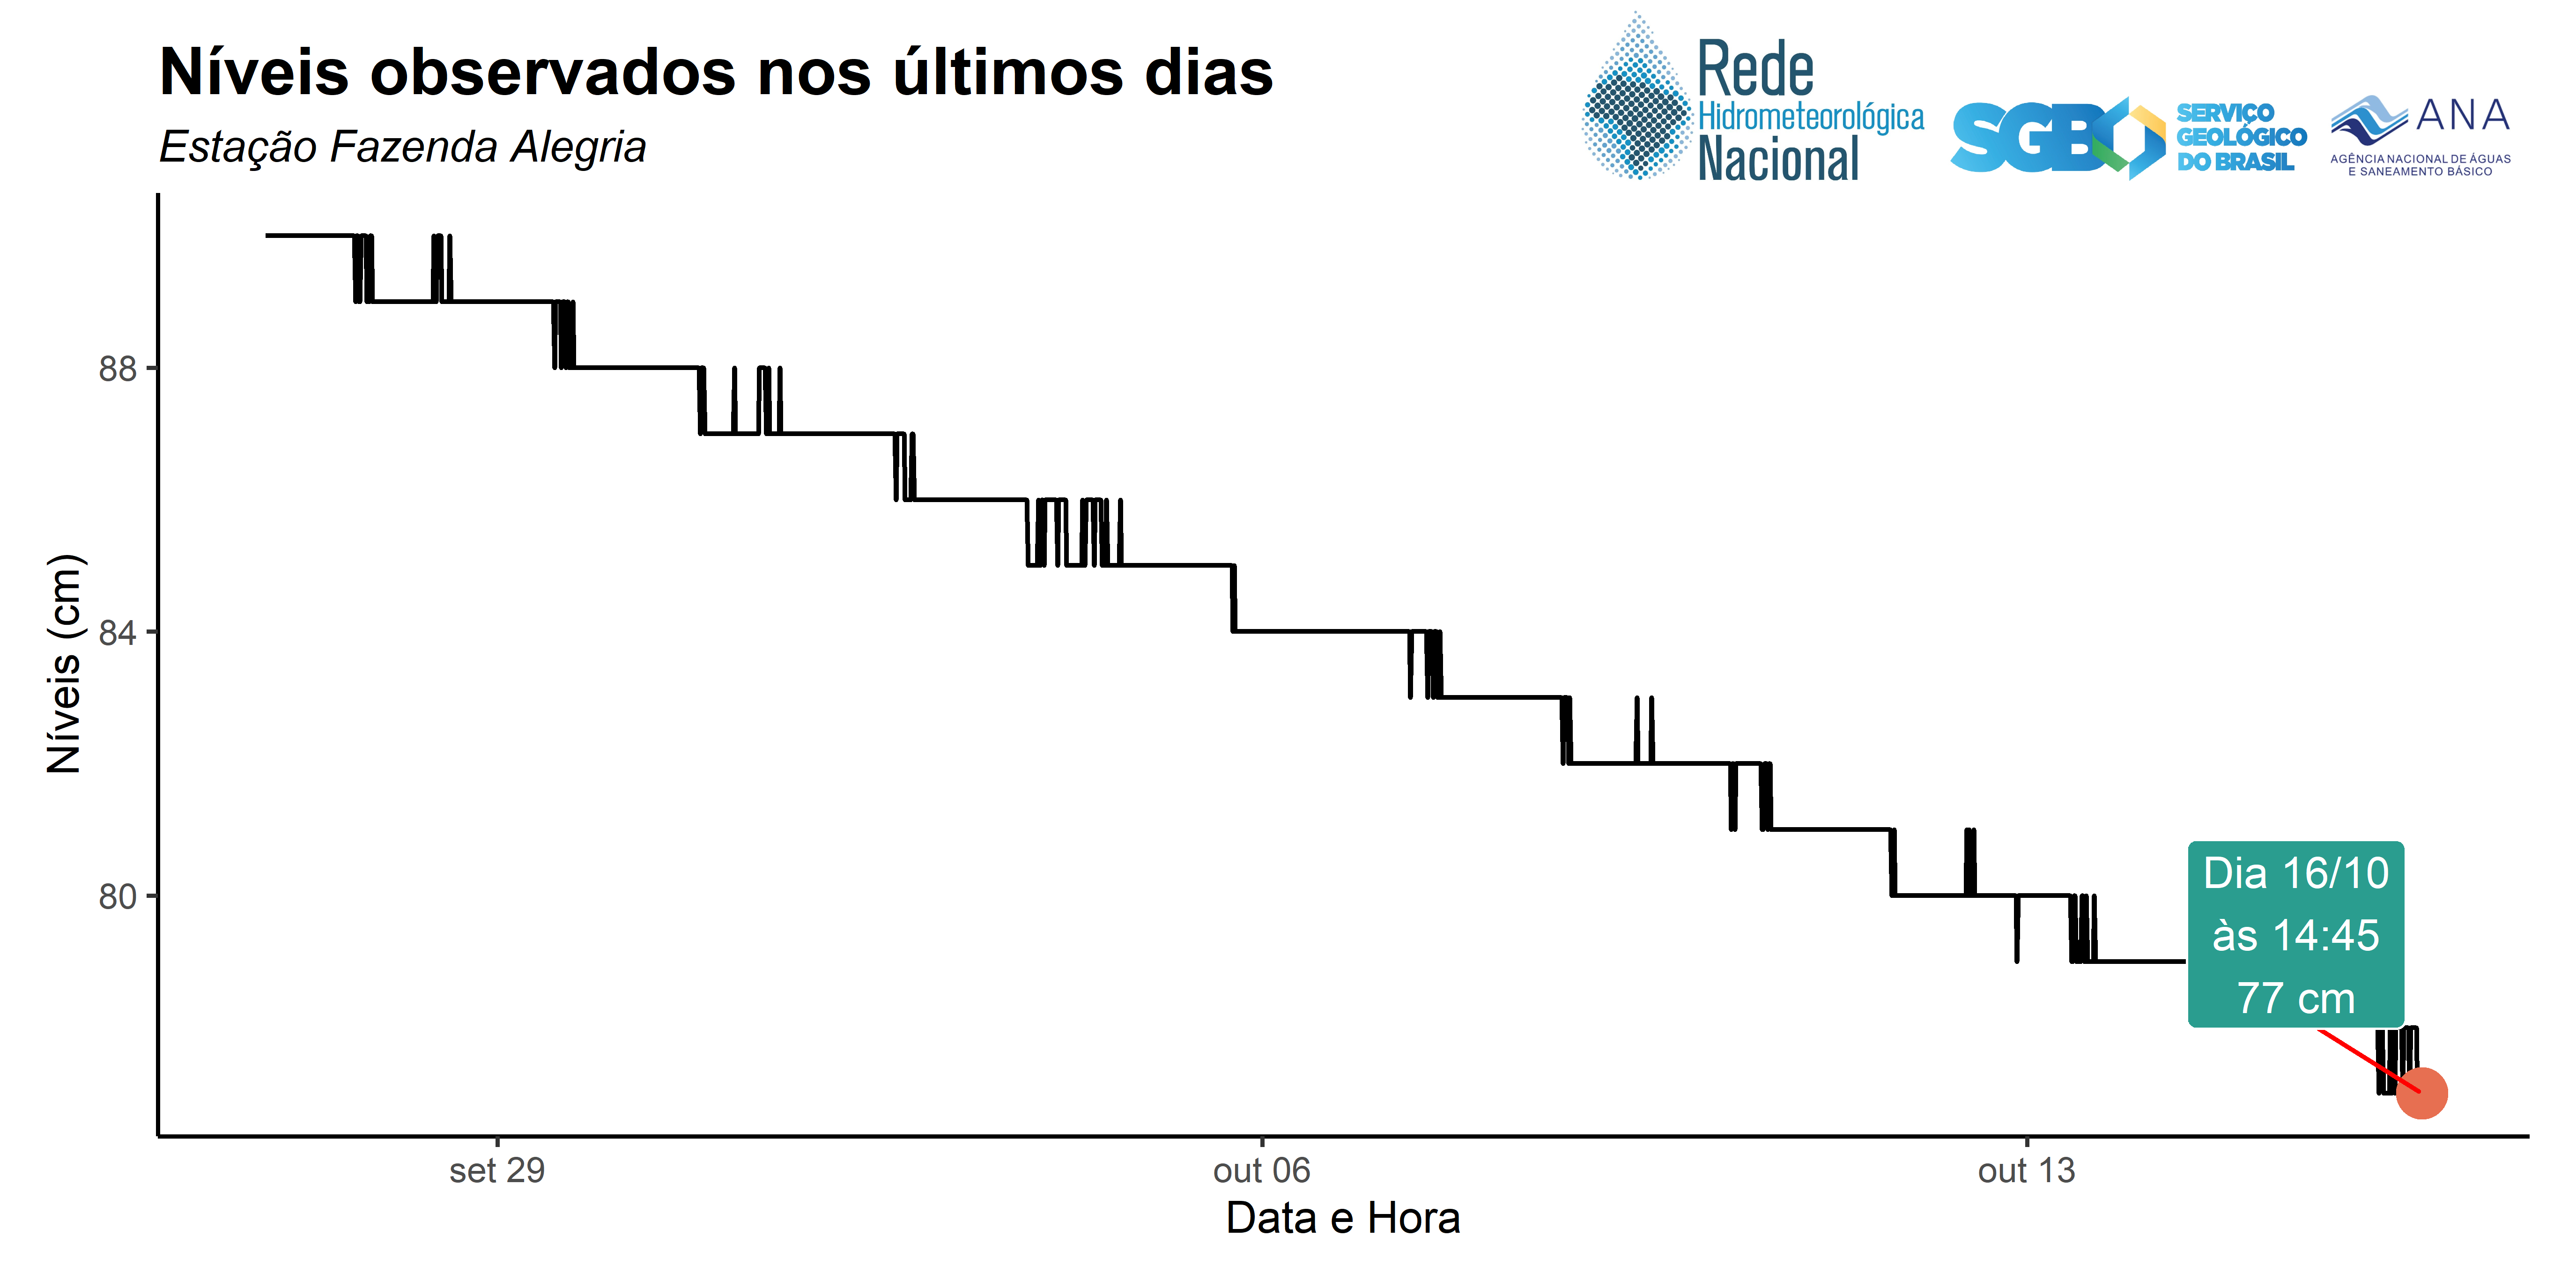 Níveis observados nos últimos dias
Estação Fazenda Alegria
Rede
Hidrometeorológica
Nacional
SGB
SERVIÇO
GEOLÓGICO
DO BRASIL
ANA
AGÊNCIA NACIONAL DE ÁGUAS
E SANEAMENTO BÁSICO
Níveis (cm)
88
84
80
Dia 16/10
às 14:45
77 cm
set 29
out 06
out 13
Data e Hora